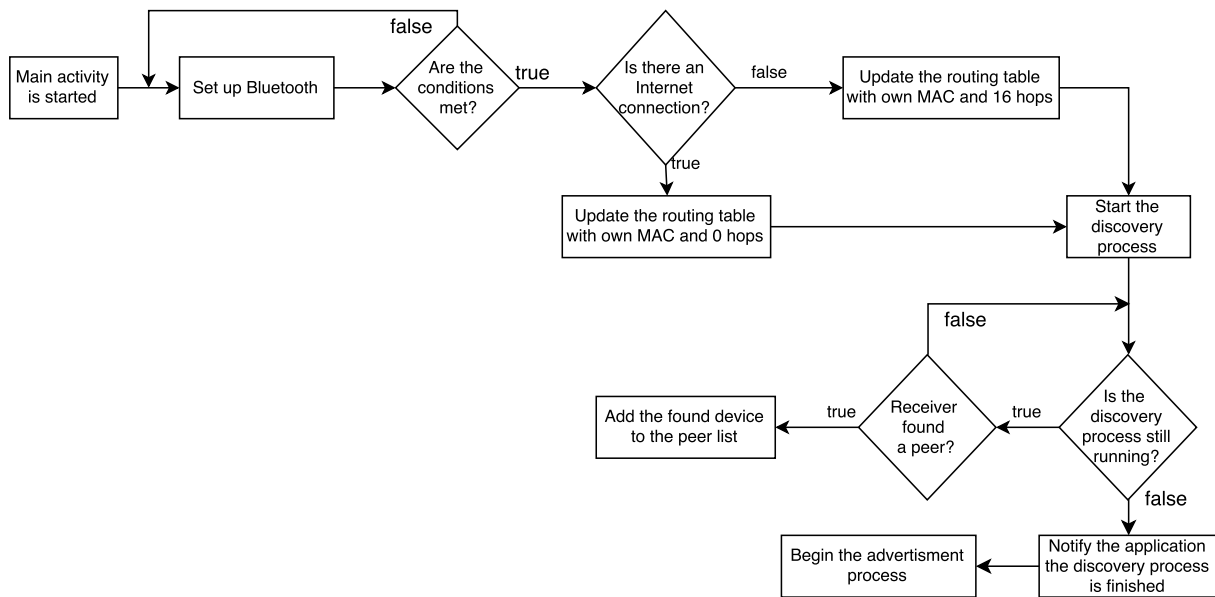 false
Main activity
is started
Set up Bluetooth
Are the
conditions
met?
true
Is there an
Internet
connection?
false
Update the routing table
with own MAC and 16 hops
true
Update the routing table
with own MAC and 0 hops
Start the
discovery
process
false
Add the found device
to the peer list
true
Receiver
found
a peer?
true
Is the
discovery
process still
running?
false
Begin the advertisment
process
Notify the application
the discovery process
is finished